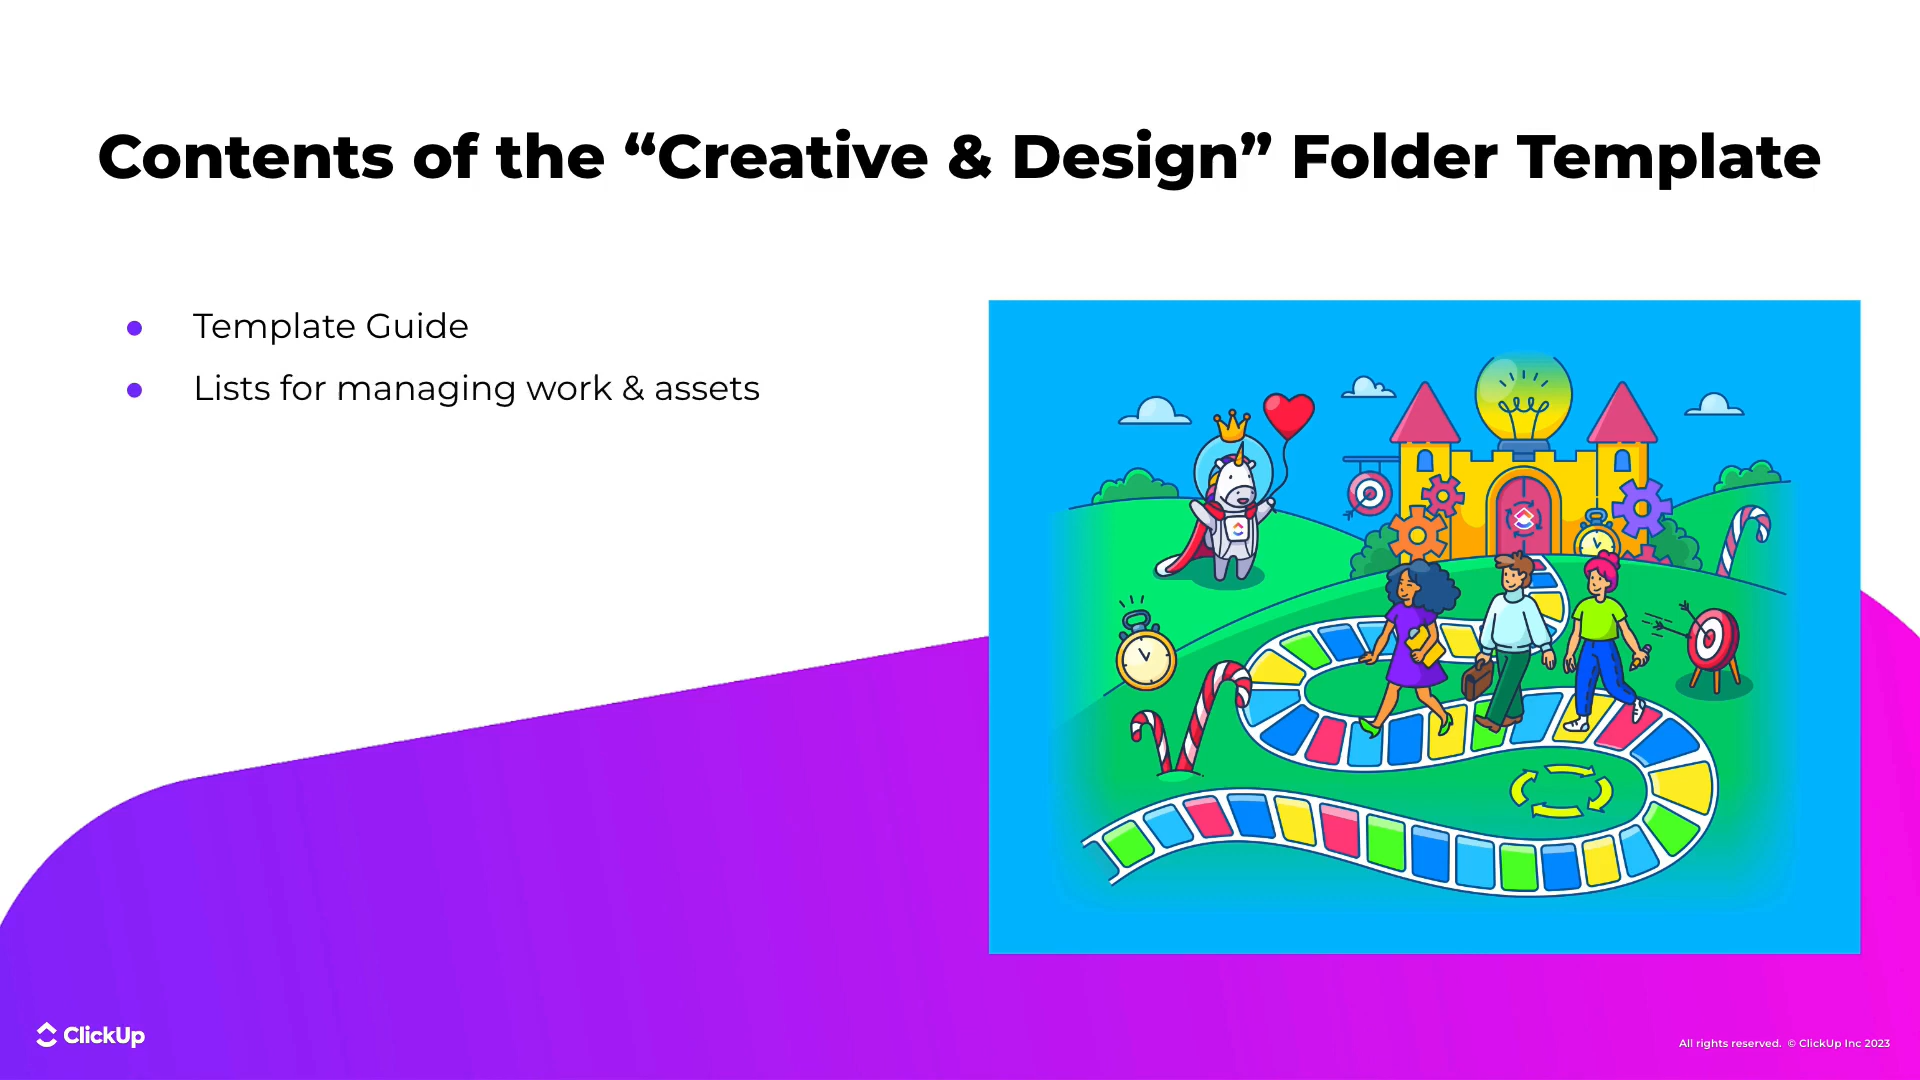 Contents of the “Creative & Design” Folder Template
● Template Guide
● Lists for managing work & assets
ClickUp
All rights reserved. © ClickUp Inc 2023